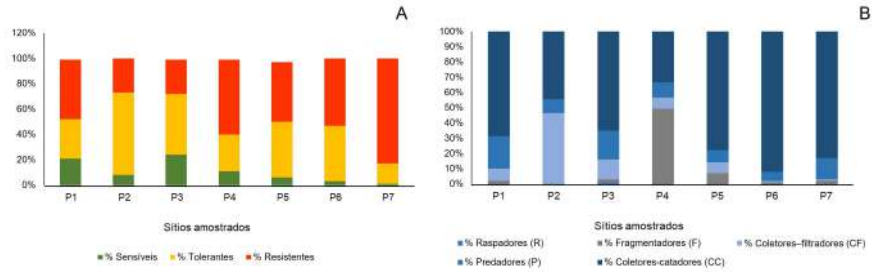 A
120%
100%
80%
60%
40%
20%
0%
P1 P2 P3 P4 P5 P6 P7
Sítios amostrados
% Sensíveis % Tolerantes % Resistentes
B
100%
90%
80%
70%
60%
50%
40%
30%
20%
10%
0%
P1 P2 P3 P4 P5 P6 P7
Sítios amostrados
% Raspadores (R) % Fragmentadores (F) % Coletores–filtradores (CF)
% Predadores (P) % Coletores-catadores (CC)